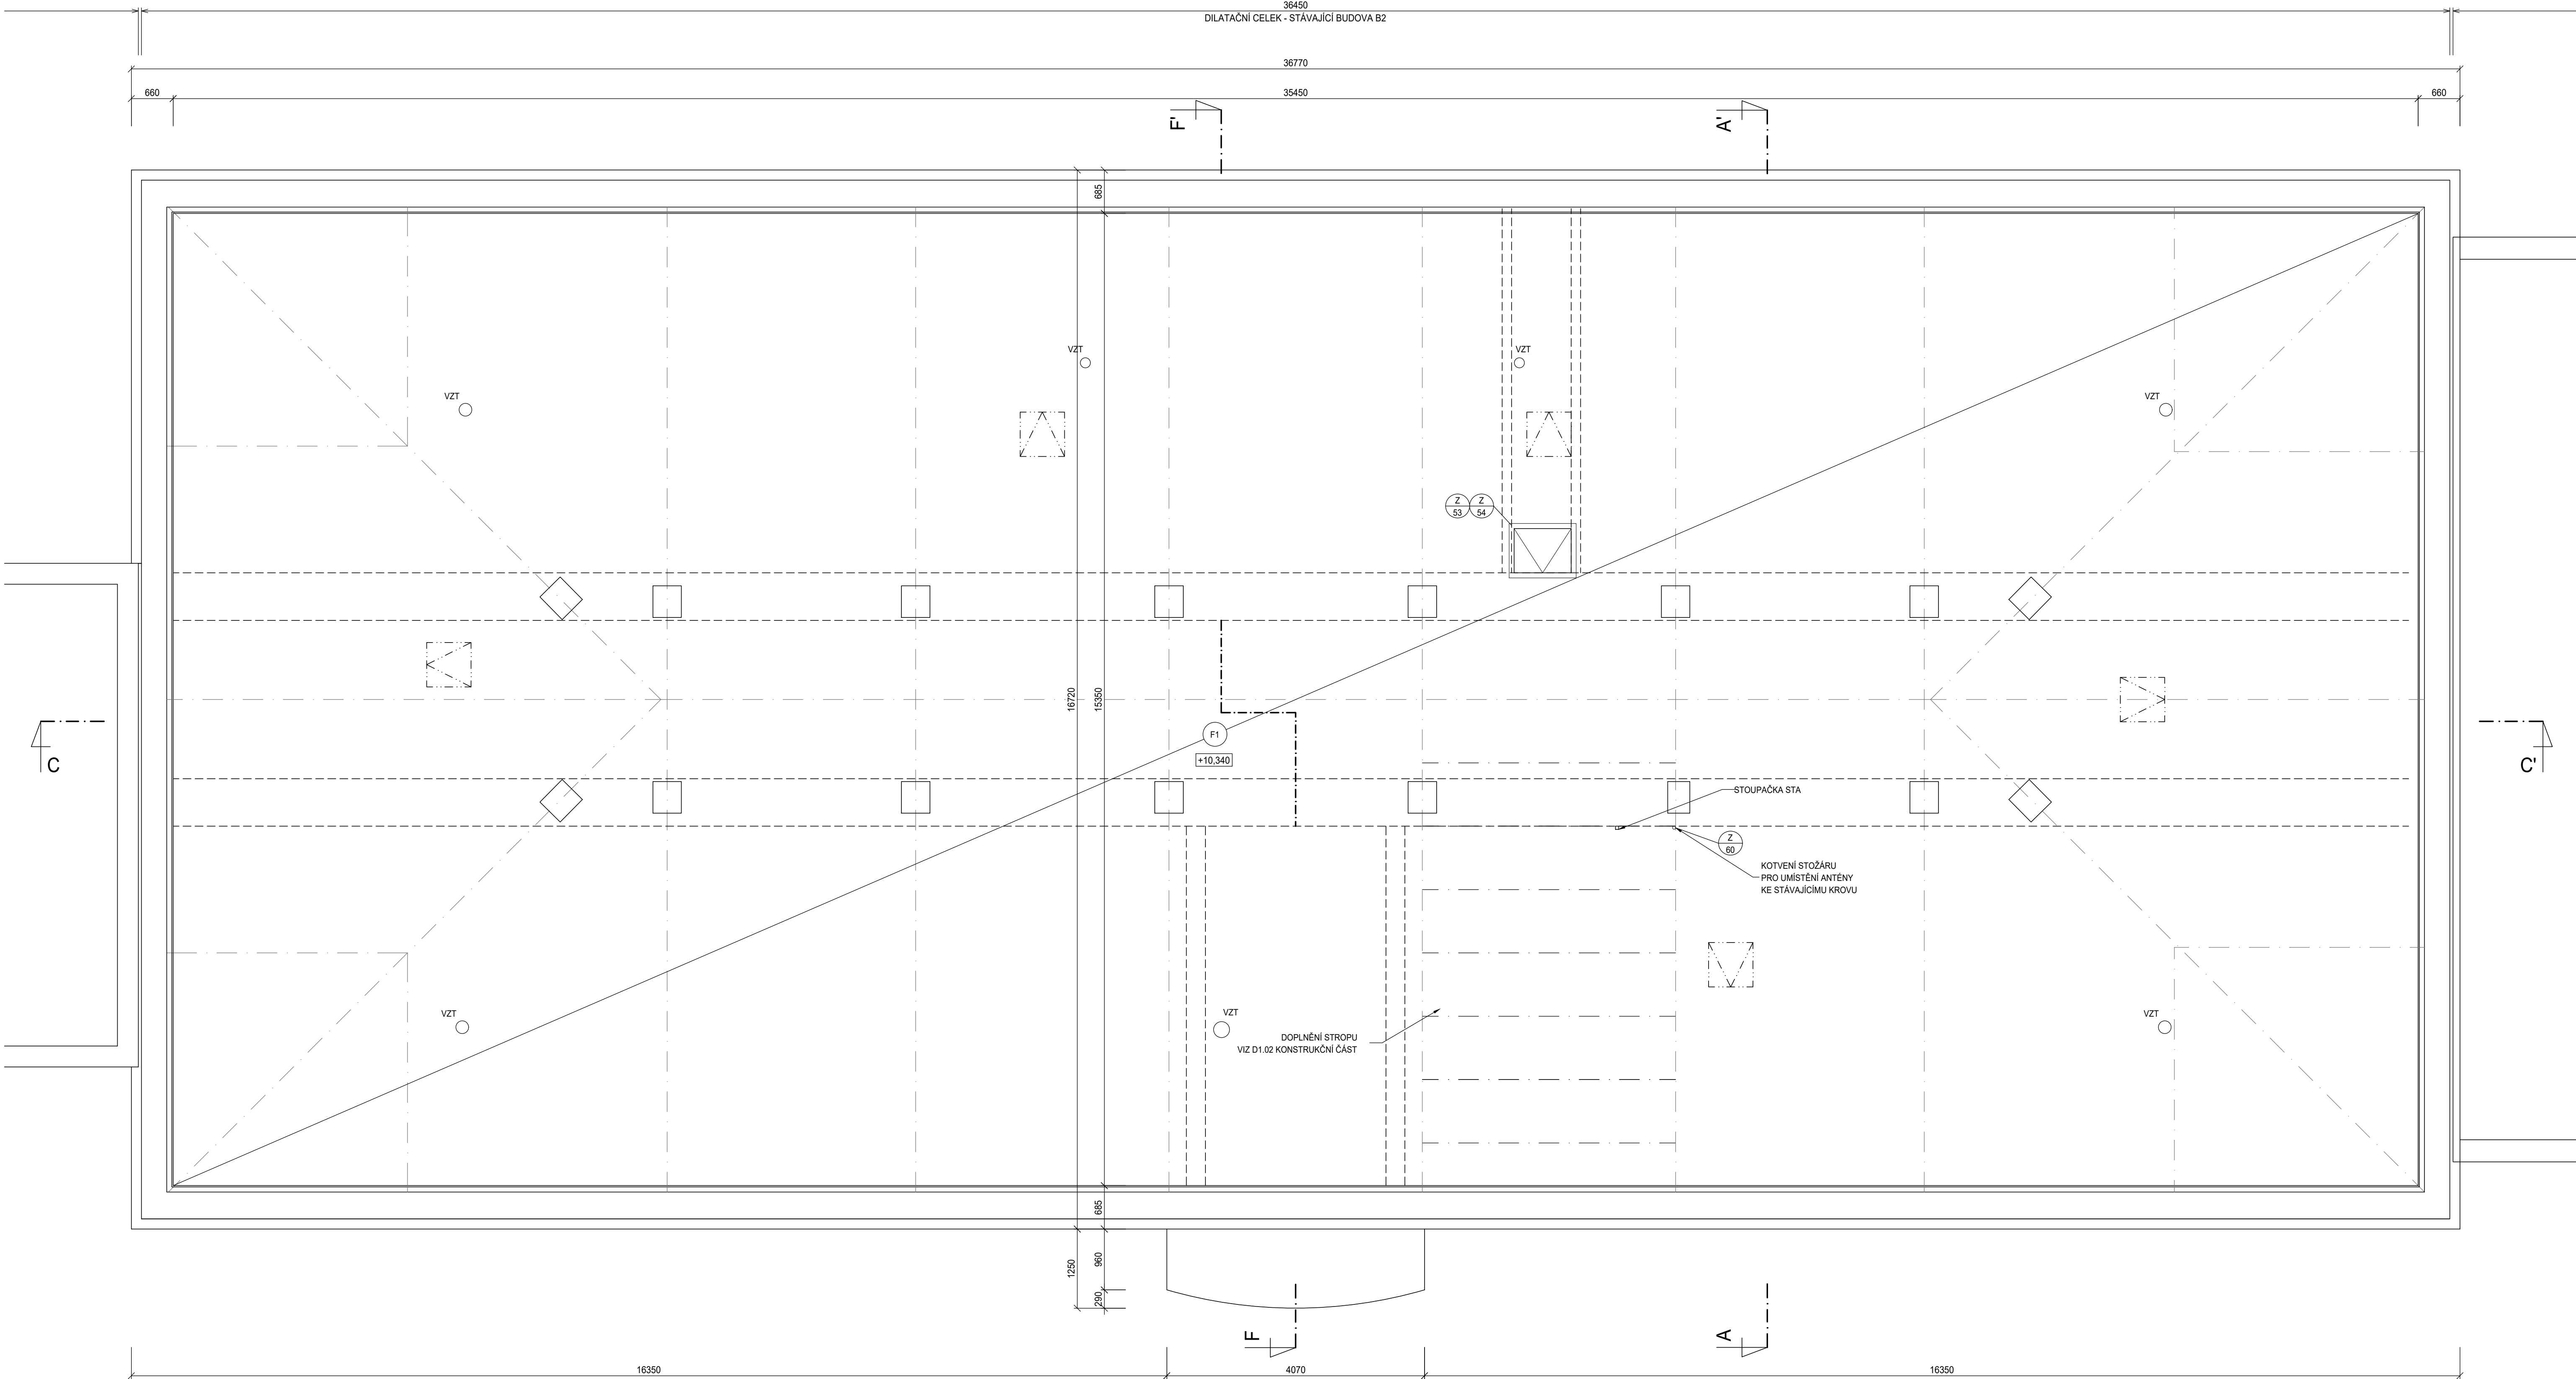 36450
DILATAČNÍ CELEK - STÁVAJÍCÍ BUDOVA B2
36770
660
35450
660
F'
A'
685
VZT
VZT
VZT
VZT
Z
53
Z
54
16720
15350
F1
+10,340
C
C'
STOUPAČKA STA
Z
60
KOTVENÍ STOŽÁRU
PRO UMÍSTĚNÍ ANTÉNY
KE STÁVAJÍCÍMU KROVU
VZT
VZT
VZT
DOPLNĚNÍ STROPU
VIZ D1.02 KONSTRUKČNÍ ČÁST
685
1250
960
290
F
A
16350
4070
16350